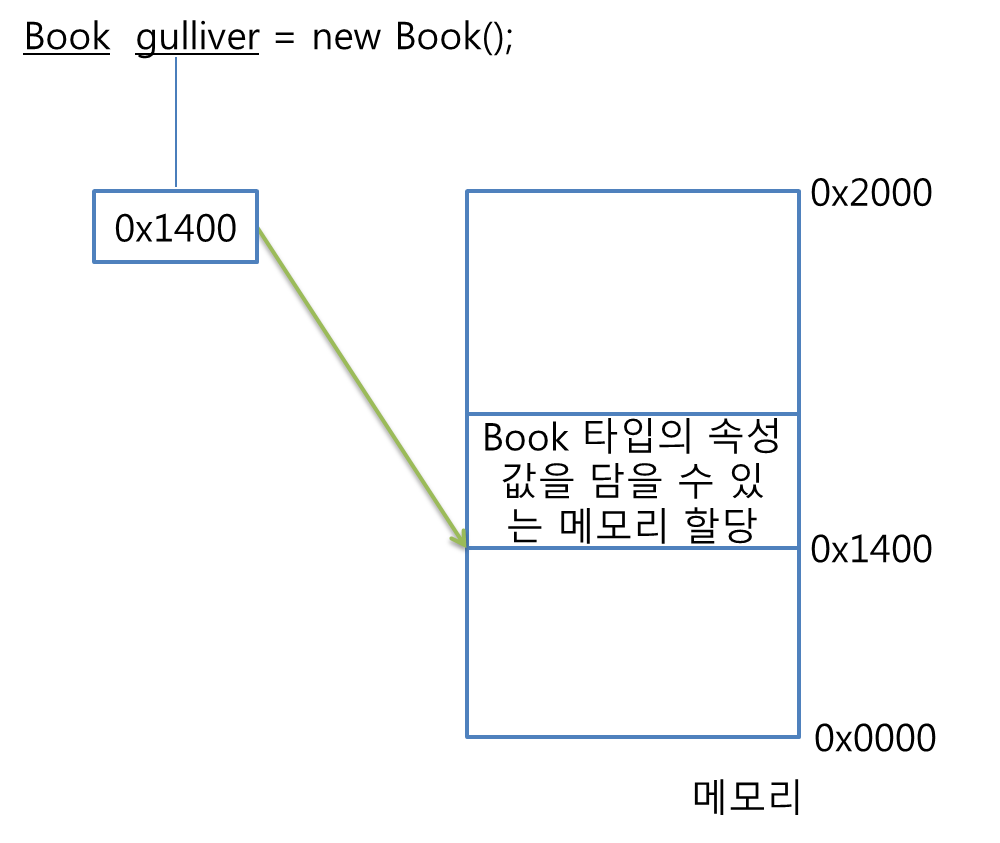 Book gulliver = new Book();
0x1400
0x2000
Book 타입의 속성
값을 담을 수 있
는 메모리 할당
0x1400
0x0000
메모리